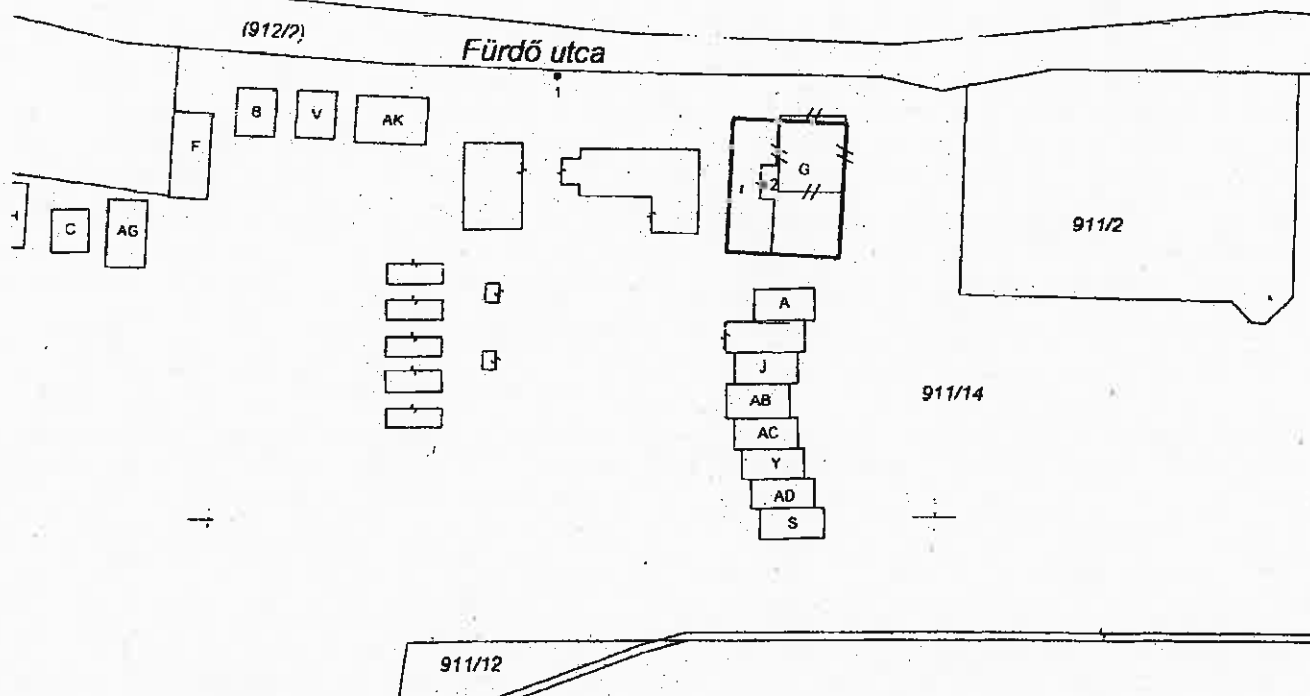 (912/2)
Fürdő utca
1
B
V
AK
F
G
2
C
AG
911/2
A
J
AB
911/14
AC
Y
AD
S
911/12